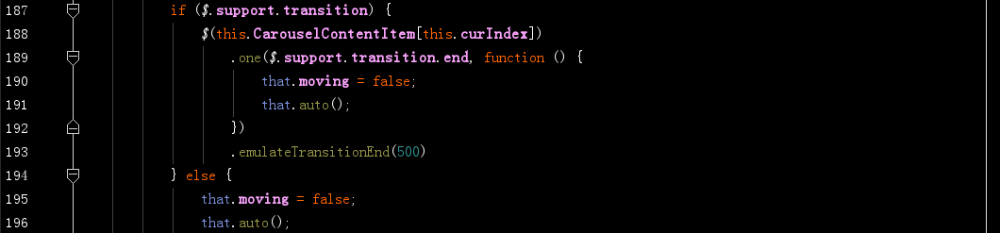 187 if ($.support.transition) {
188 $(this.CarouselContentItem[this.curIndex])
189 .one($.support.transition.end, function () {
190 that.moving = false;
191 that.auto();
192 })
193 .emulateTransitionEnd(500)
194 } else {
195 that.moving = false;
196 that.auto();